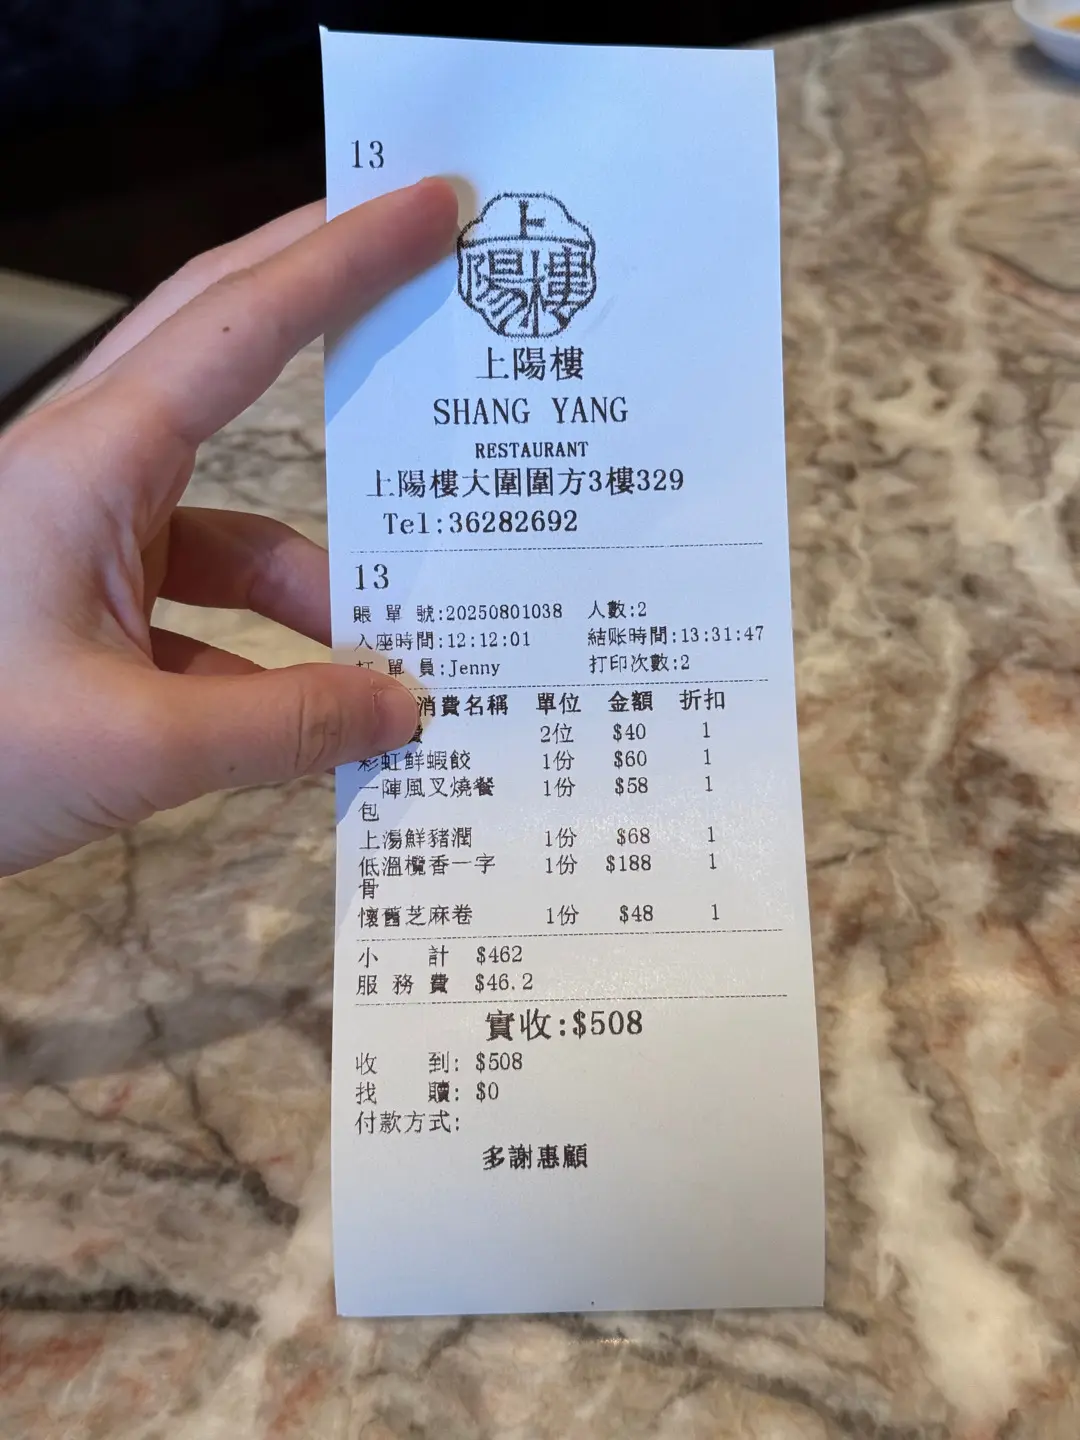 13
上陽樓
上陽樓
SHANG YANG
RESTAURANT
上陽樓大圍圍方3樓329
Tel:36282692
13
賬單號:20250801038 人數:2
入座時間:12:12:01 結账時間:13:31:47
單員:Jenny 打印次數:2
消費名稱 單位 金額 折扣
2位 $40 1
彩虹鮮蝦餃 1份 $60 1
一陣風叉燒餐 1份 $58 1
包
上湯鮮豬潤 1份 $68 1
低溫欖香一字 1份 $188 1
骨
懷舊芝麻卷 1份 $48 1
小計 $462
服務費 $46.2
實收:$508
收到: $508
找贖: $0
付款方式:
多謝惠顧